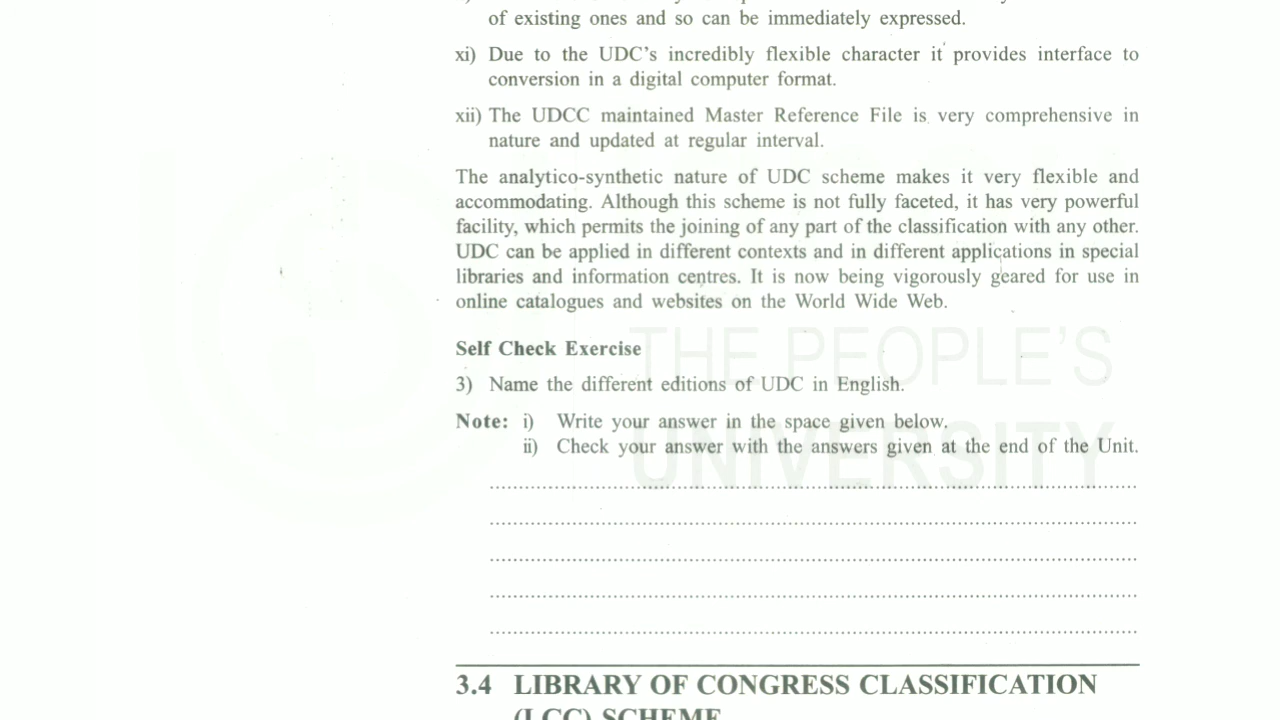 of existing ones and so can be immediately expressed.
xi) Due to the UDC's incredibly flexible character it provides interface to
conversion in a digital computer format.
xii) The UDCC maintained Master Reference File is very comprehensive in
nature and updated at regular interval.
The analytico-synthetic nature of UDC scheme makes it very flexible and
accommodating. Although this scheme is not fully faceted, it has very powerful
facility, which permits the joining of any part of the classification with any other.
UDC can be applied in different contexts and in different applications in special
libraries and information centres. It is now being vigorously geared for use in
online catalogues and websites on the World Wide Web.
THE PEOPLE'S
UNIVERSITY
Self Check Exercise
3) Name the different editions of UDC in English.
Note: i) Write your answer in the space given below.
ii) Check your answer with the answers given at the end of the Unit.
3.4 LIBRARY OF CONGRESS CLASSIFICATION
(LCC) SCHEME